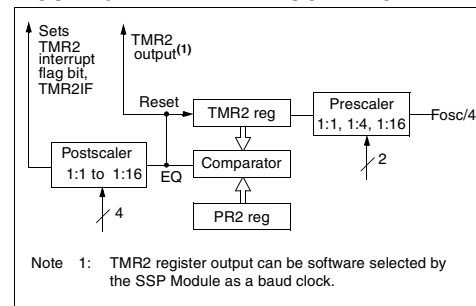 Sets
TMR2
interrupt
flag bit,
TMR2IF
TMR2
output(1)
Reset
TMR2 reg
Prescaler
1:1, 1:4, 1:16
Fosc/4
2
Postscaler
1:1 to 1:16
EQ
Comparator
4
PR2 reg
Note 1: TMR2 register output can be software selected by
the SSP Module as a baud clock.